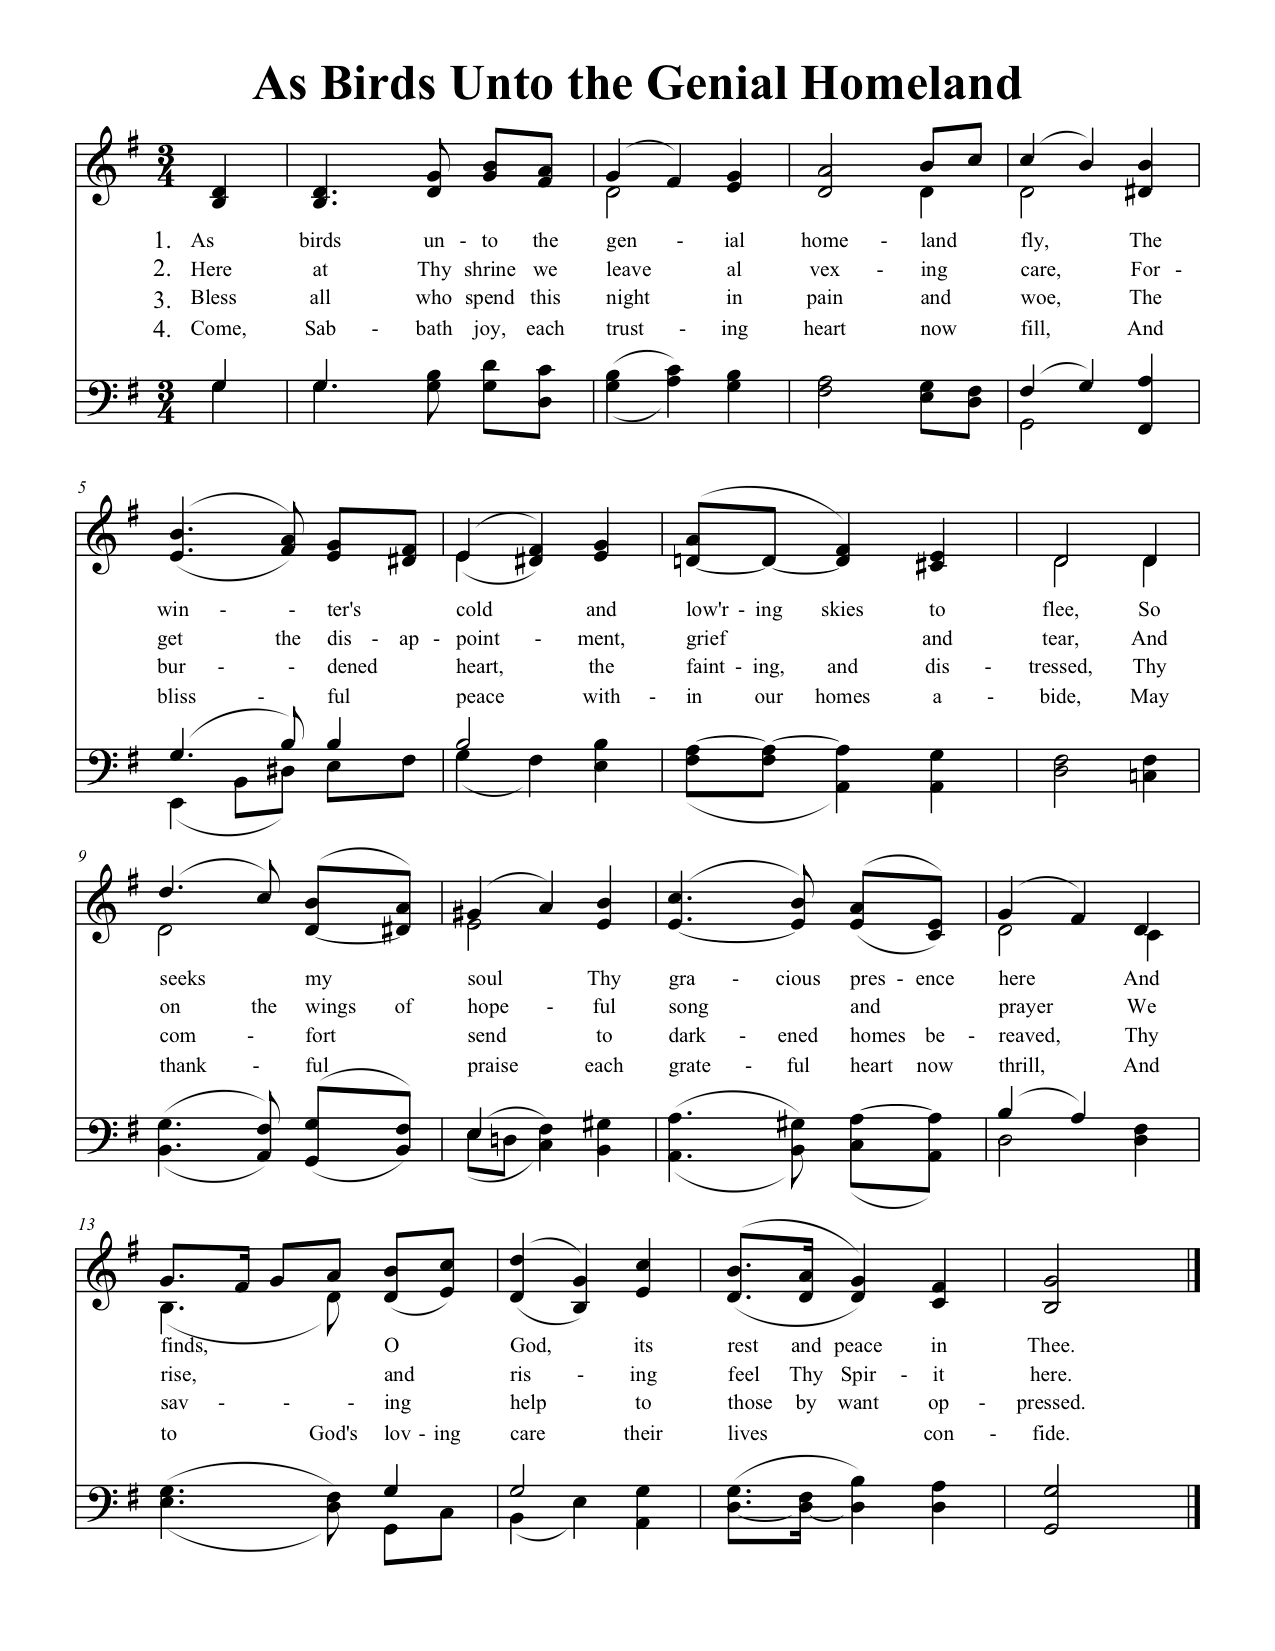 As Birds Unto the Genial Homeland
1. As birds un - to the gen - ial home - land fly, The
2. Here at Thy shrine we leave al vex - ing care, For -
3. Bless all who spend this night in pain and woe, The
4. Come, Sab - bath joy, each trust - ing heart now fill, And
5
win - - ter's cold and low'r - ing skies to flee, So
get the dis - ap - point - ment, grief and tear, And
bur - - dened heart, the faint - ing, and dis - tressed, Thy
bliss - ful peace with - in our homes a - bide, May
9
seeks my soul Thy gra - cious pres - ence here And
on the wings of hope - ful song and prayer We
com - fort send to dark - ened homes be - reaved, Thy
thank - ful praise each grate - ful heart now thrill, And
13
finds, O God, its rest and peace in Thee.
rise, and ris - ing feel Thy Spir - it here.
sav - - - ing help to those by want op - pressed.
to God's lov - ing care their lives con - fide.